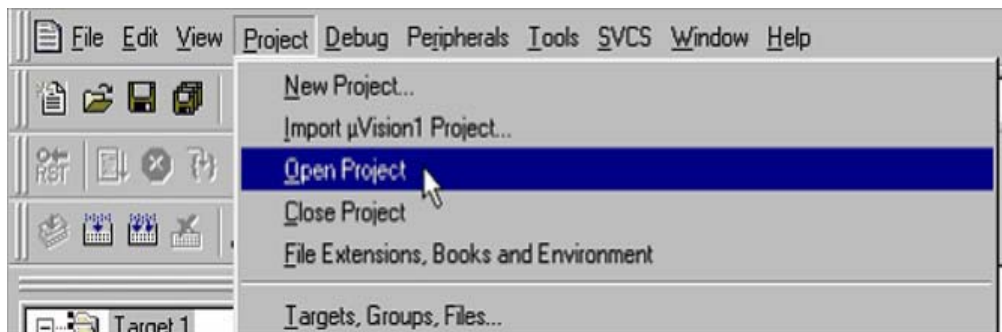 File Edit View Project Debug Peripherals Tools SVCS Window Help
New Project...
Import µVision1 Project...
Open Project
Close Project
File Extensions, Books and Environment
Targets, Groups, Files...
RST
Target 1